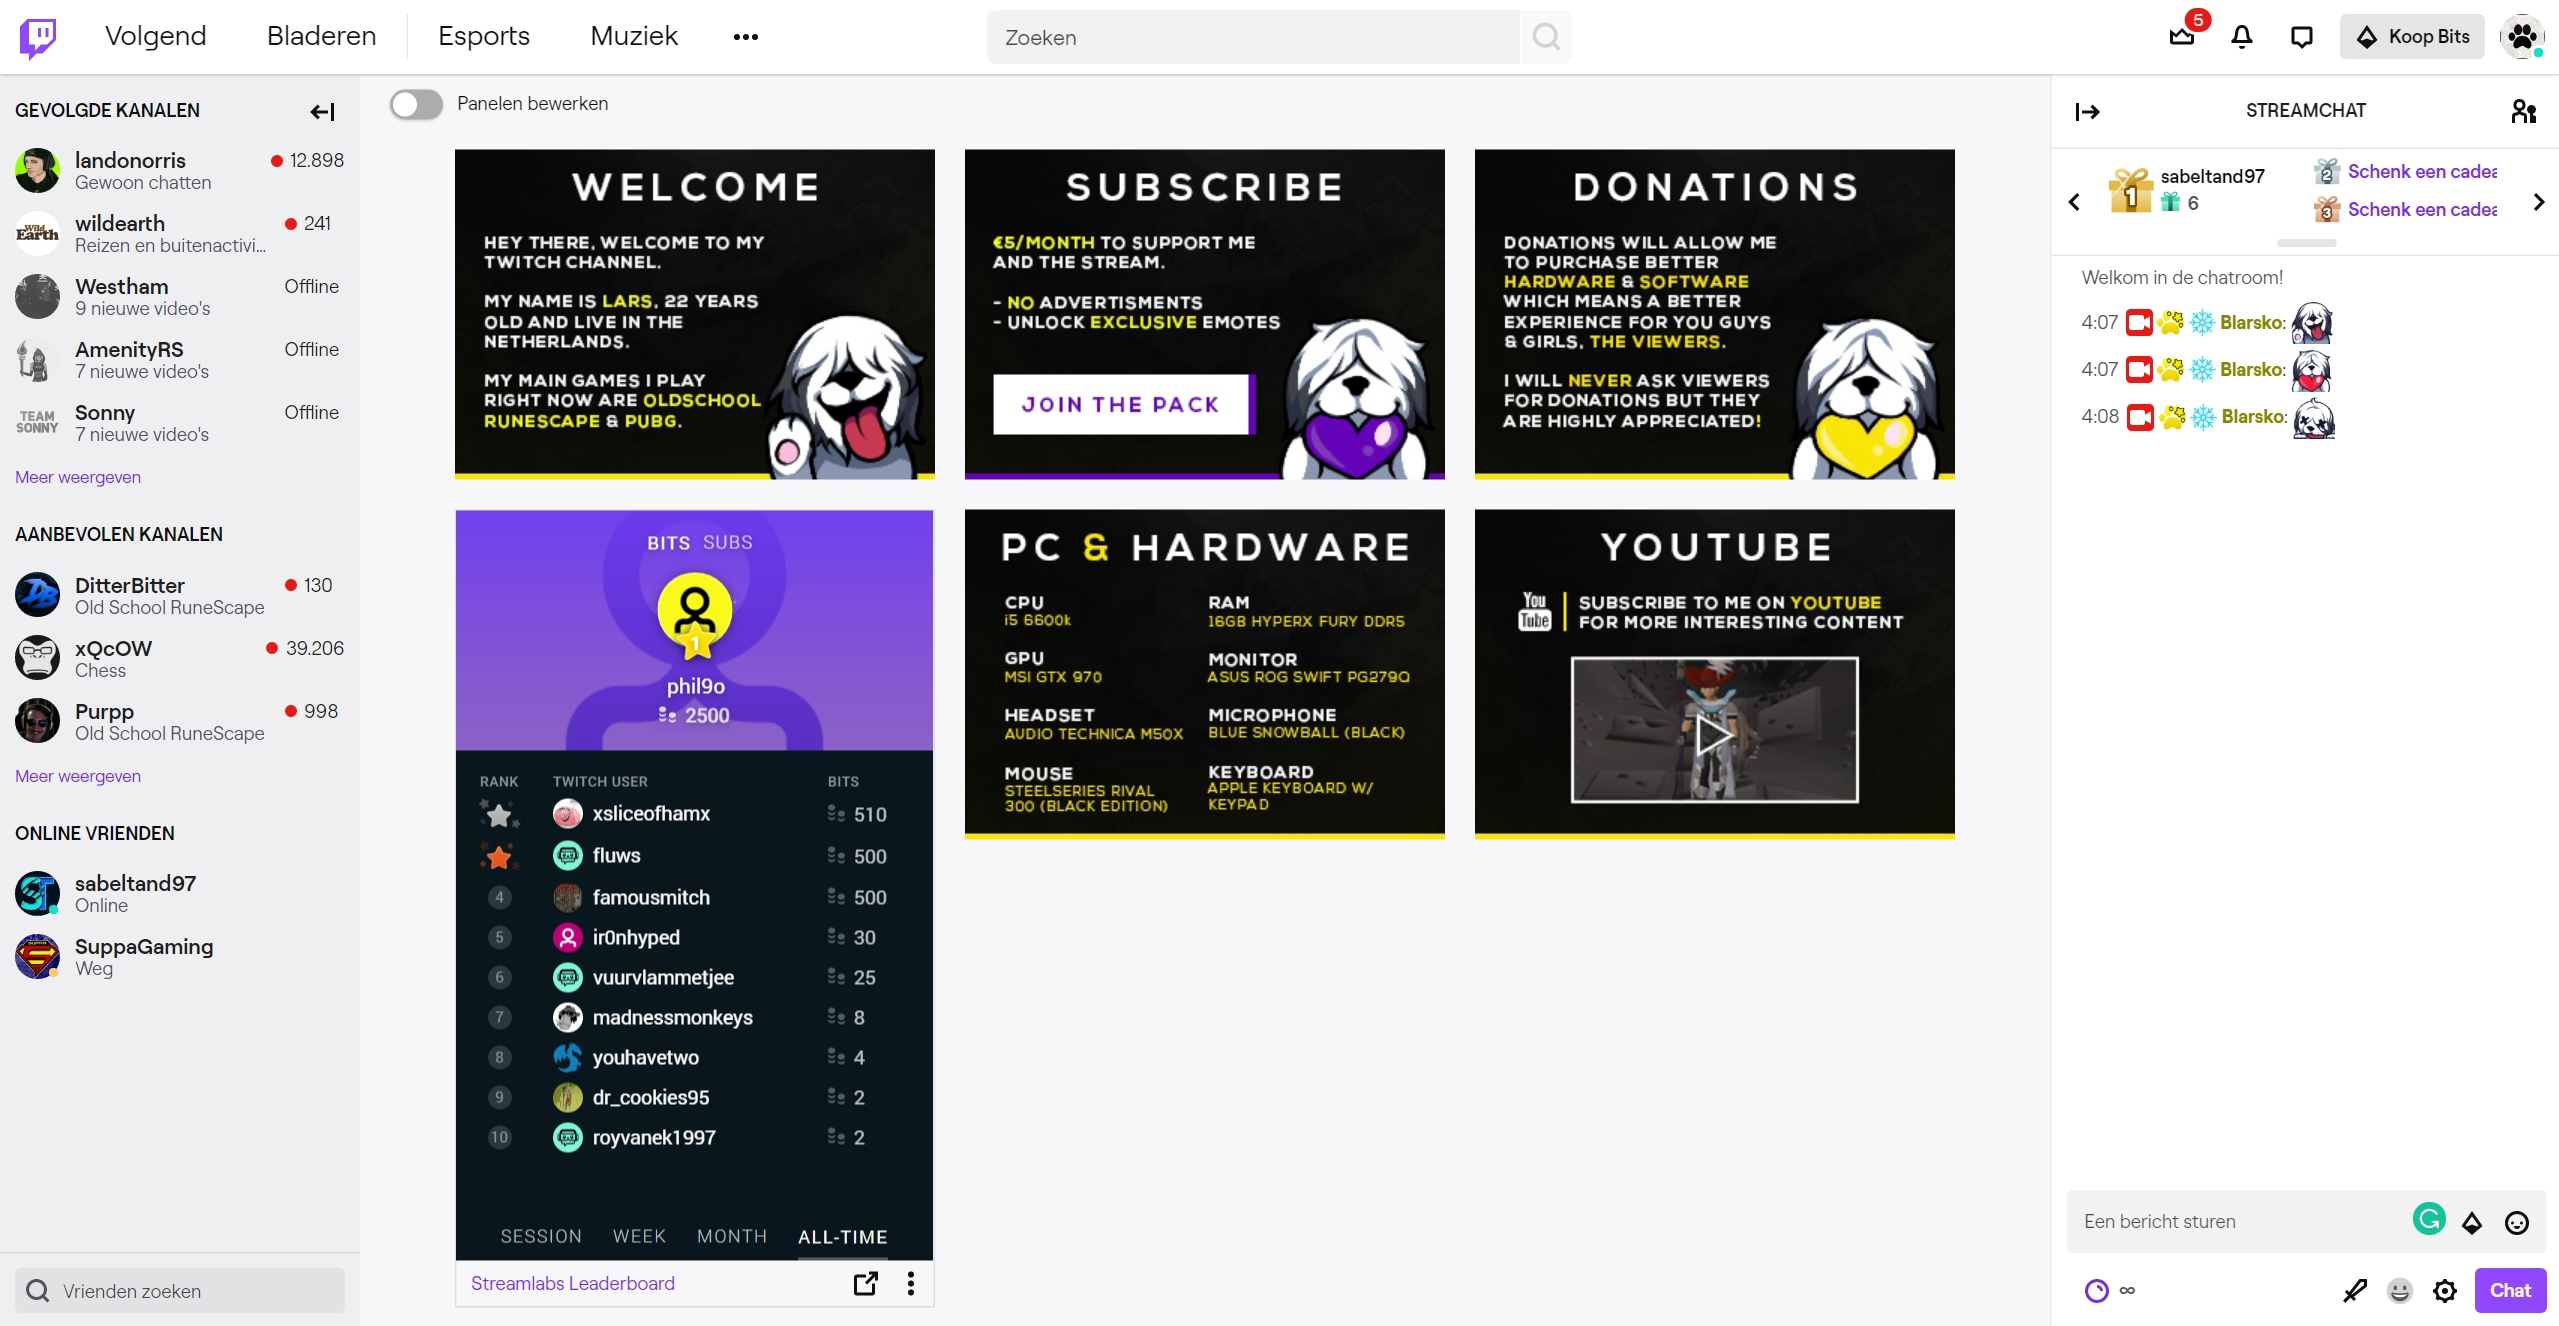 Volgend
Bladeren
Esports
Muziek
Zoeken
5
Koop Bits
GEVOLGDE KANALEN
landonorris
12.898
Gewoon chatten
wildearth
241
Reizen en buitenactivi...
Westham
Offline
9 nieuwe video's
AmenityRS
Offline
7 nieuwe video's
TEAM
SONNY
Sonny
Offline
7 nieuwe video's
Meer weergeven
AANBEVOLEN KANALEN
DitterBitter
130
Old School RuneScape
xQcOW
39.206
Chess
Purpp
998
Old School RuneScape
Meer weergeven
ONLINE VRIENDEN
sabeltand97
Online
SuppaGaming
Weg
Vrienden zoeken
Panelen bewerken
WELCOME
HEY THERE, WELCOME TO MY
TWITCH CHANNEL.
MY NAME IS LARS, 22 YEARS
OLD AND LIVE IN THE
NETHERLANDS.
MY MAIN GAMES I PLAY
RIGHT NOW ARE OLDSCHOOL
RUNESCAPE & PUBG.
SUBSCRIBE
€5/MONTH TO SUPPORT ME
AND THE STREAM.
- NO ADVERTISMENTS
- UNLOCK EXCLUSIVE EMOTES
JOIN THE PACK
DONATIONS
DONATIONS WILL ALLOW ME
TO PURCHASE BETTER
HARDWARE & SOFTWARE
WHICH MEANS A BETTER
EXPERIENCE FOR YOU GUYS
& GIRLS, THE VIEWERS.
I WILL NEVER ASK VIEWERS
FOR DONATIONS BUT THEY
ARE HIGHLY APPRECIATED!
BITS SUBS
1
phil9o
2500
RANK TWITCH USER BITS
xsliceofhamx 510
fluws 500
4 famousmitch 500
5 ir0nhyped 30
6 vuurvlammetjee 25
7 madnessmonkeys 8
8 youhavetwo 4
9 dr_cookies95 2
10 royvanek1997 2
SESSION WEEK MONTH ALL-TIME
Streamlabs Leaderboard
PC & HARDWARE
CPU
i5 6600k
GPU
MSI GTX 970
HEADSET
AUDIO TECHNICA M50X
MOUSE
STEELSERIES RIVAL
300 (BLACK EDITION)
RAM
16GB HYPERX FURY DDR5
MONITOR
ASUS ROG SWIFT PG279Q
MICROPHONE
BLUE SNOWBALL (BLACK)
KEYBOARD
APPLE KEYBOARD W/
KEYPAD
YOUTUBE
You
Tube
SUBSCRIBE TO ME ON YOUTUBE
FOR MORE INTERESTING CONTENT
STREAMCHAT
1
sabeltand97
6
2 Schenk een cadea
3 Schenk een cadea
Welkom in de chatroom!
4:07 Blarsko:
4:07 Blarsko:
4:08 Blarsko:
Een bericht sturen
∞
Chat